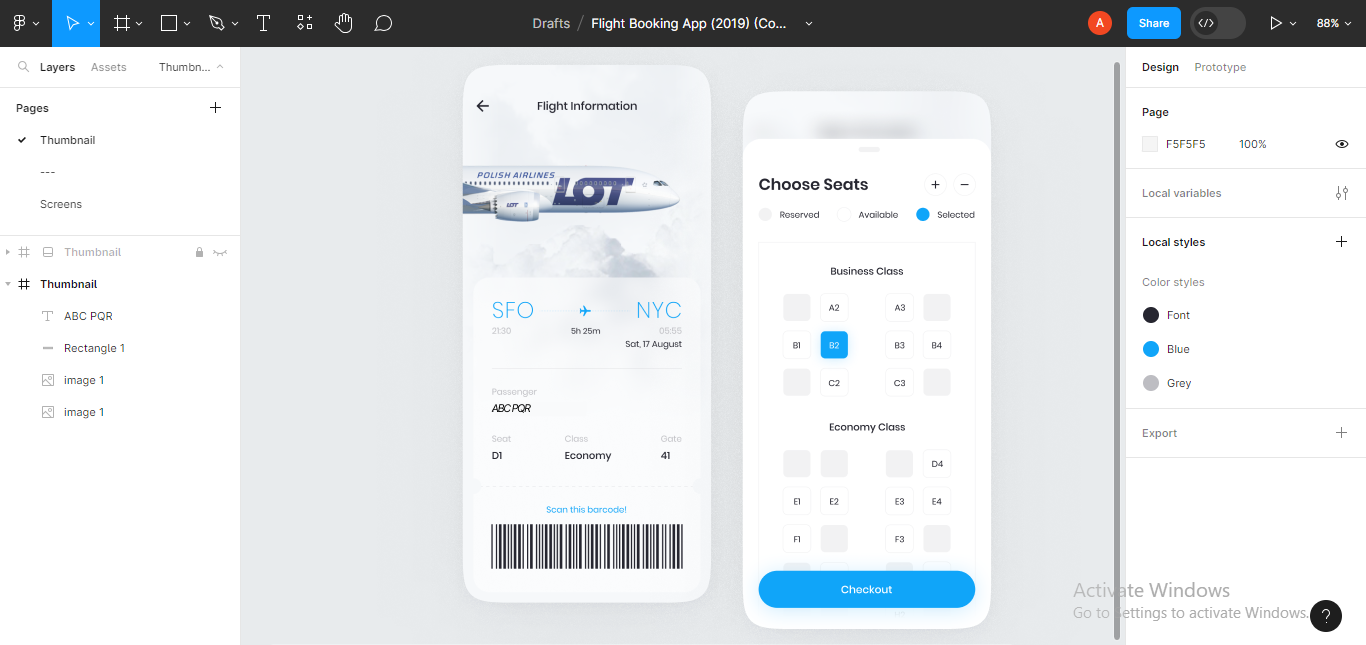 Drafts / Flight Booking App (2019) (Co...
A
Share
</>
88%
Layers
Assets
Thumbn...
Pages
Thumbnail
---
Screens
Thumbnail
Thumbnail
ABC PQR
Rectangle 1
image 1
image 1
Flight Information
POLISH AIRLINES
LOT
LOT
SFO
NYC
21:30
5h 25m
05:55
Sat, 17 August
Passenger
ABC PQR
Seat
Class
Gate
D1
Economy
41
Scan this barcode!
Choose Seats
+
−
Reserved
Available
Selected
Business Class
A2 A3
B1 B2 B3 B4
C2 C3
Economy Class
D4
E1 E2 E3 E4
F1 F3
Checkout
Design
Prototype
Page
F5F5F5
100%
Local variables
Local styles
Color styles
Font
Blue
Grey
Export
Activate Windows
Go to Settings to activate Windows.
?